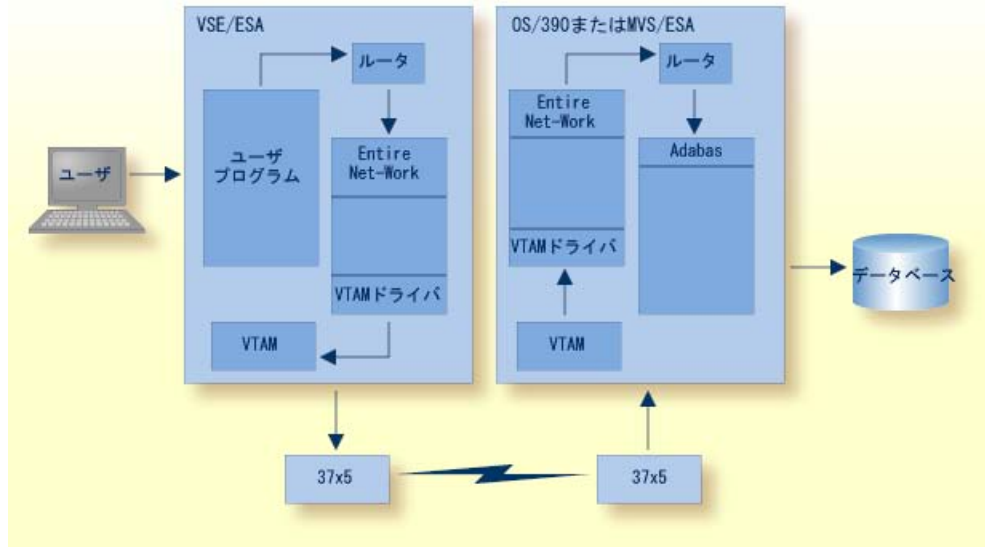 VSE/ESA
ルータ
ユーザ
ユーザ
プログラム
Entire
Net-Work
VTAMドライバ
VTAM
OS/390またはMVS/ESA
ルータ
Entire
Net-Work
VTAMドライバ
VTAM
Adabas
データベース
37x5
37x5